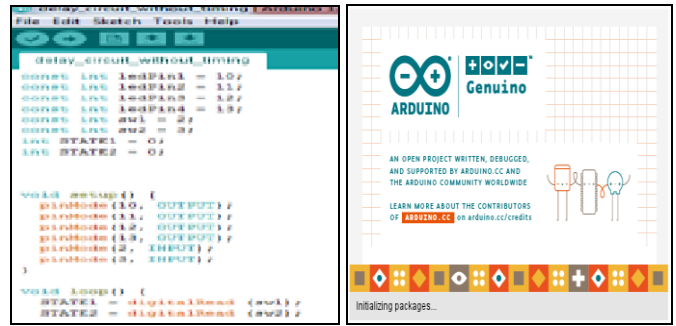 delay_circuit_without_timing | Arduino 1
File Edit Sketch Tools Help
delay_circuit_without_timing
const int ledPin1 = 10;
const int ledPin2 = 11;
const int ledPin3 = 12;
const int ledPin4 = 13;
const int sw1 = 2;
const int sw2 = 3;
int STATE1 = 0;
int STATE2 = 0;
void setup() {
pinMode(10, OUTPUT);
pinMode(11, OUTPUT);
pinMode(12, OUTPUT);
pinMode(13, OUTPUT);
pinMode(2, INPUT);
pinMode(3, INPUT);
}
void loop() {
STATE1 = digitalRead (sw1);
STATE2 = digitalRead (sw2);
ARDUINO
Genuino
AN OPEN PROJECT WRITTEN, DEBUGGED,
AND SUPPORTED BY ARDUINO.CC AND
THE ARDUINO COMMUNITY WORLDWIDE
LEARN MORE ABOUT THE CONTRIBUTORS
OF ARDUINO.CC on arduino.cc/credits
Initializing packages...